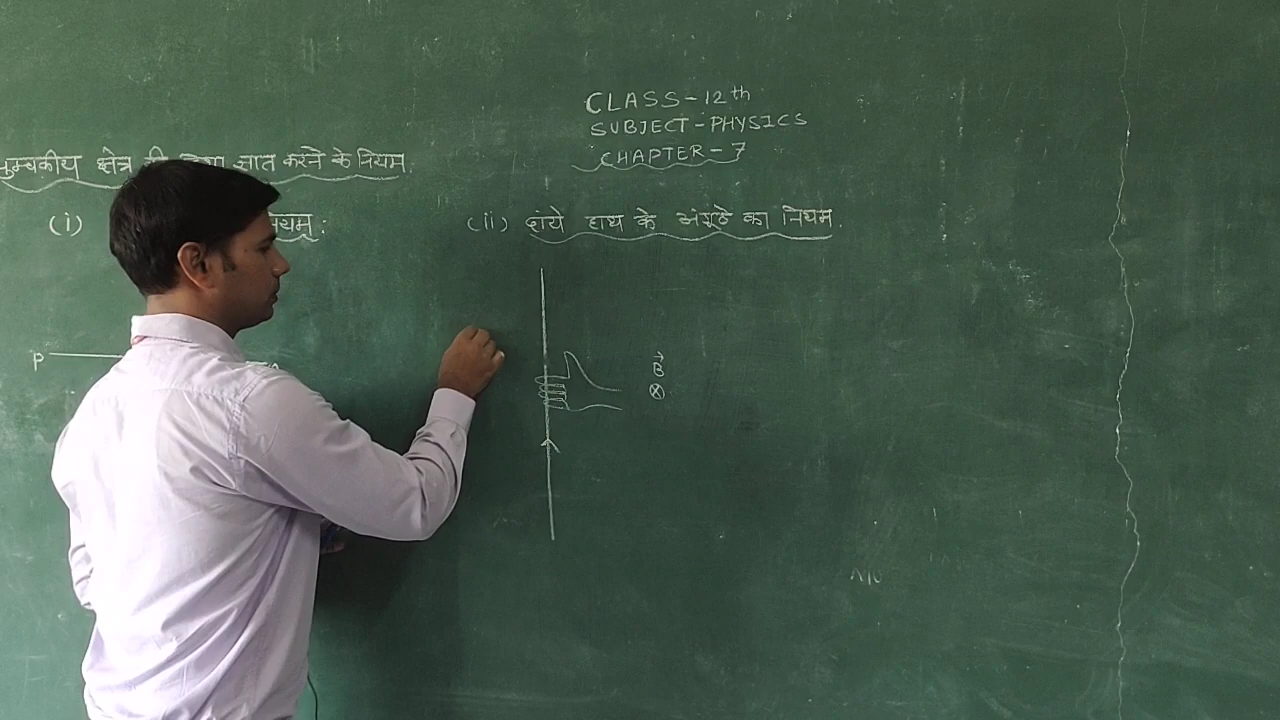 CLASS-12th
SUBJECT-PHYSICS
CHAPTER-7
चुम्बकीय क्षेत्र ज्ञात करने के नियम.
(i) नियम:
(ii) दांये हाथ के अंगूठे का नियम.
P
B